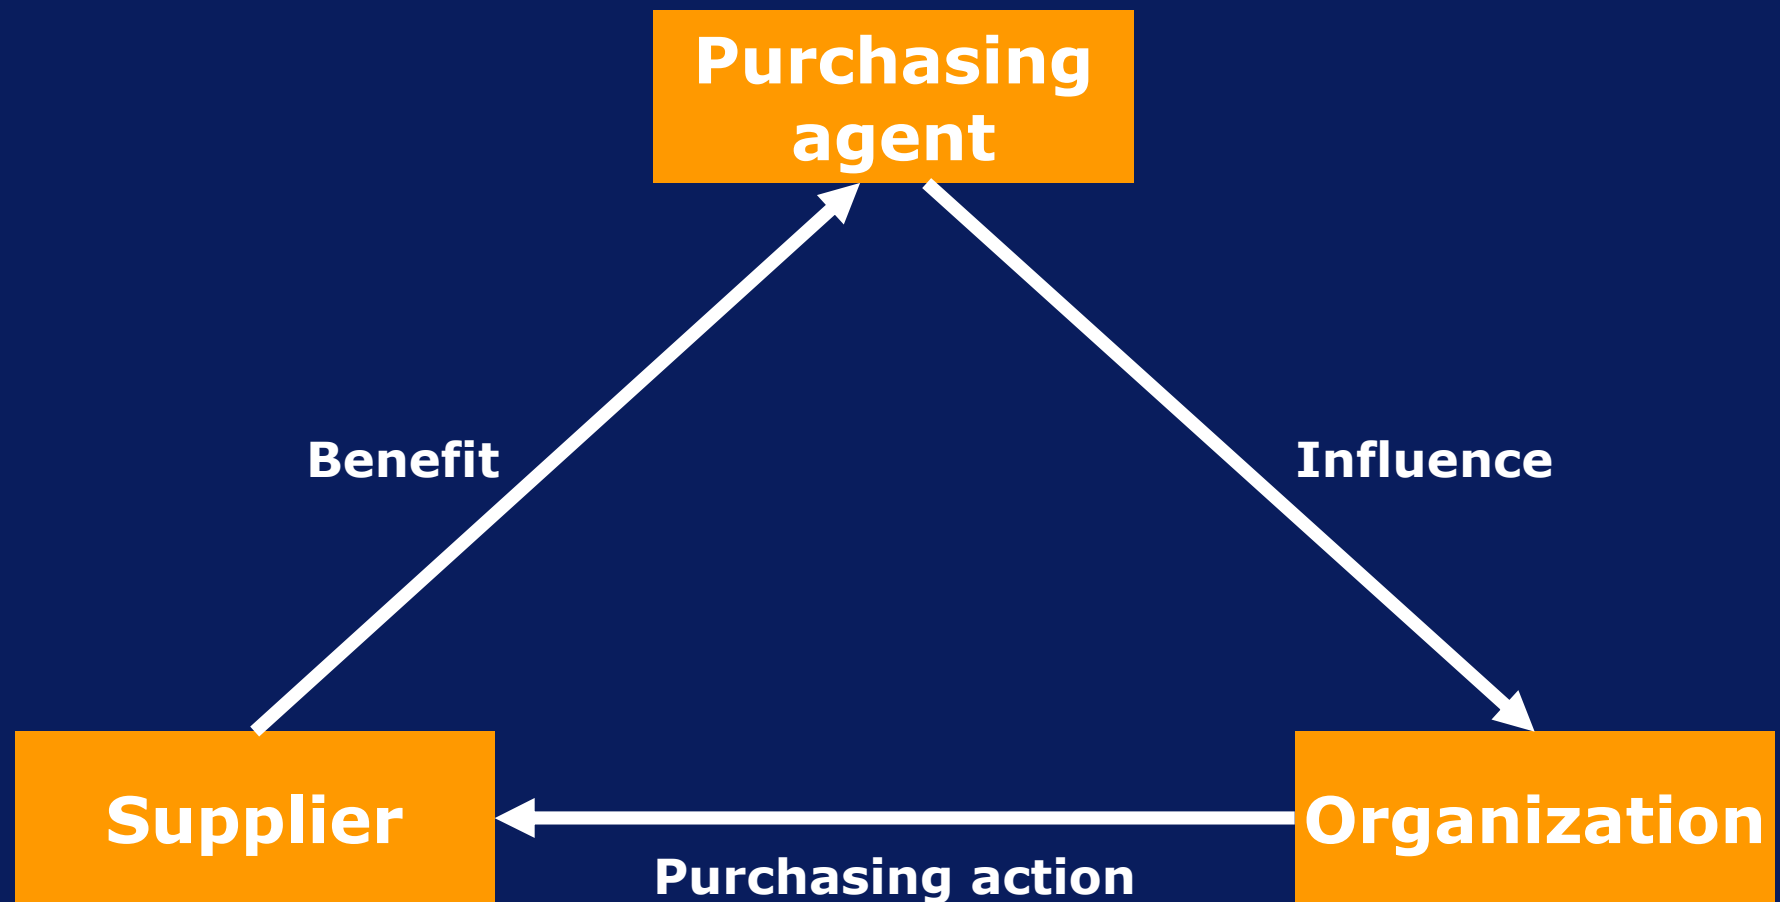 Purchasing
agent
Benefit
Influence
Supplier
Organization
Purchasing action